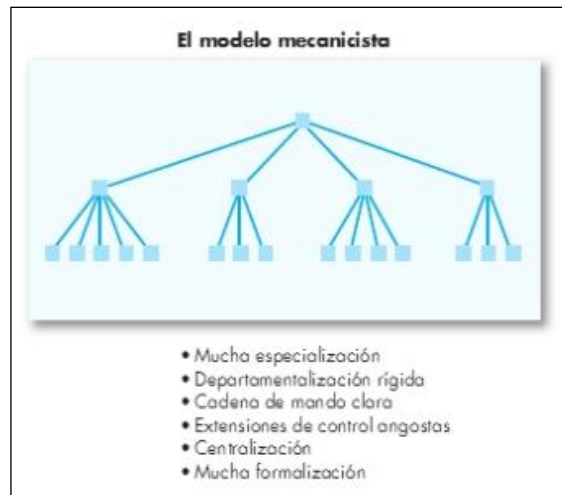 El modelo mecanicista
• Mucha especialización
• Departamentalización rígida
• Cadena de mando clara
• Extensiones de control angostas
• Centralización
• Mucha formalización